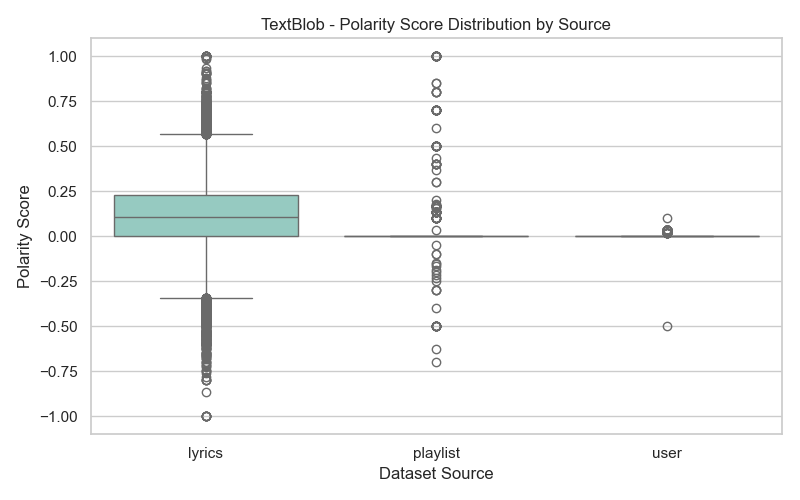 TextBlob - Polarity Score Distribution by Source
1.00
0.75
0.50
0.25
0.00
−0.25
−0.50
−0.75
−1.00
Polarity Score
lyrics playlist user
Dataset Source